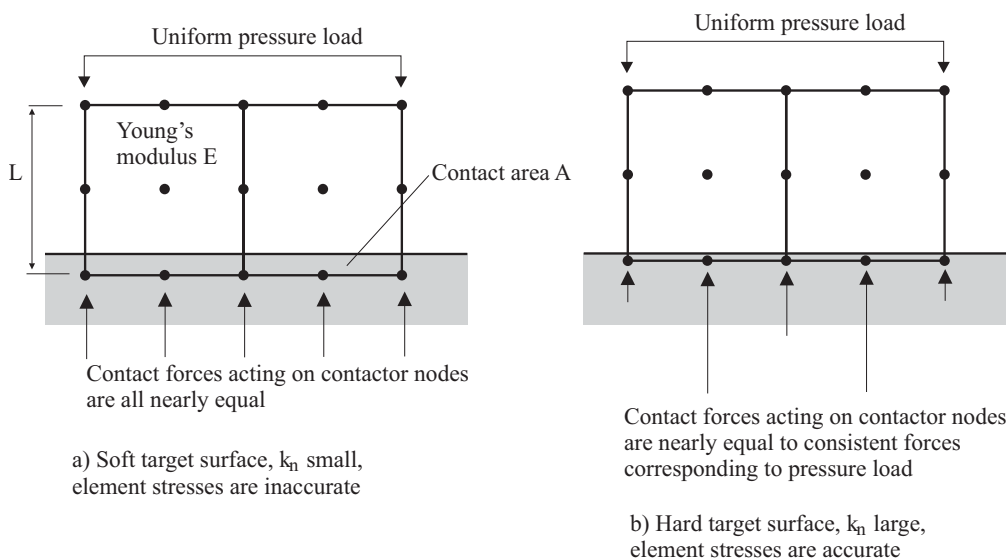 Uniform pressure load
Young's
modulus E
L
Contact area A
Contact forces acting on contactor nodes
are all nearly equal
a) Soft target surface, kn small,
element stresses are inaccurate
Uniform pressure load
Contact forces acting on contactor nodes
are nearly equal to consistent forces
corresponding to pressure load
b) Hard target surface, kn large,
element stresses are accurate